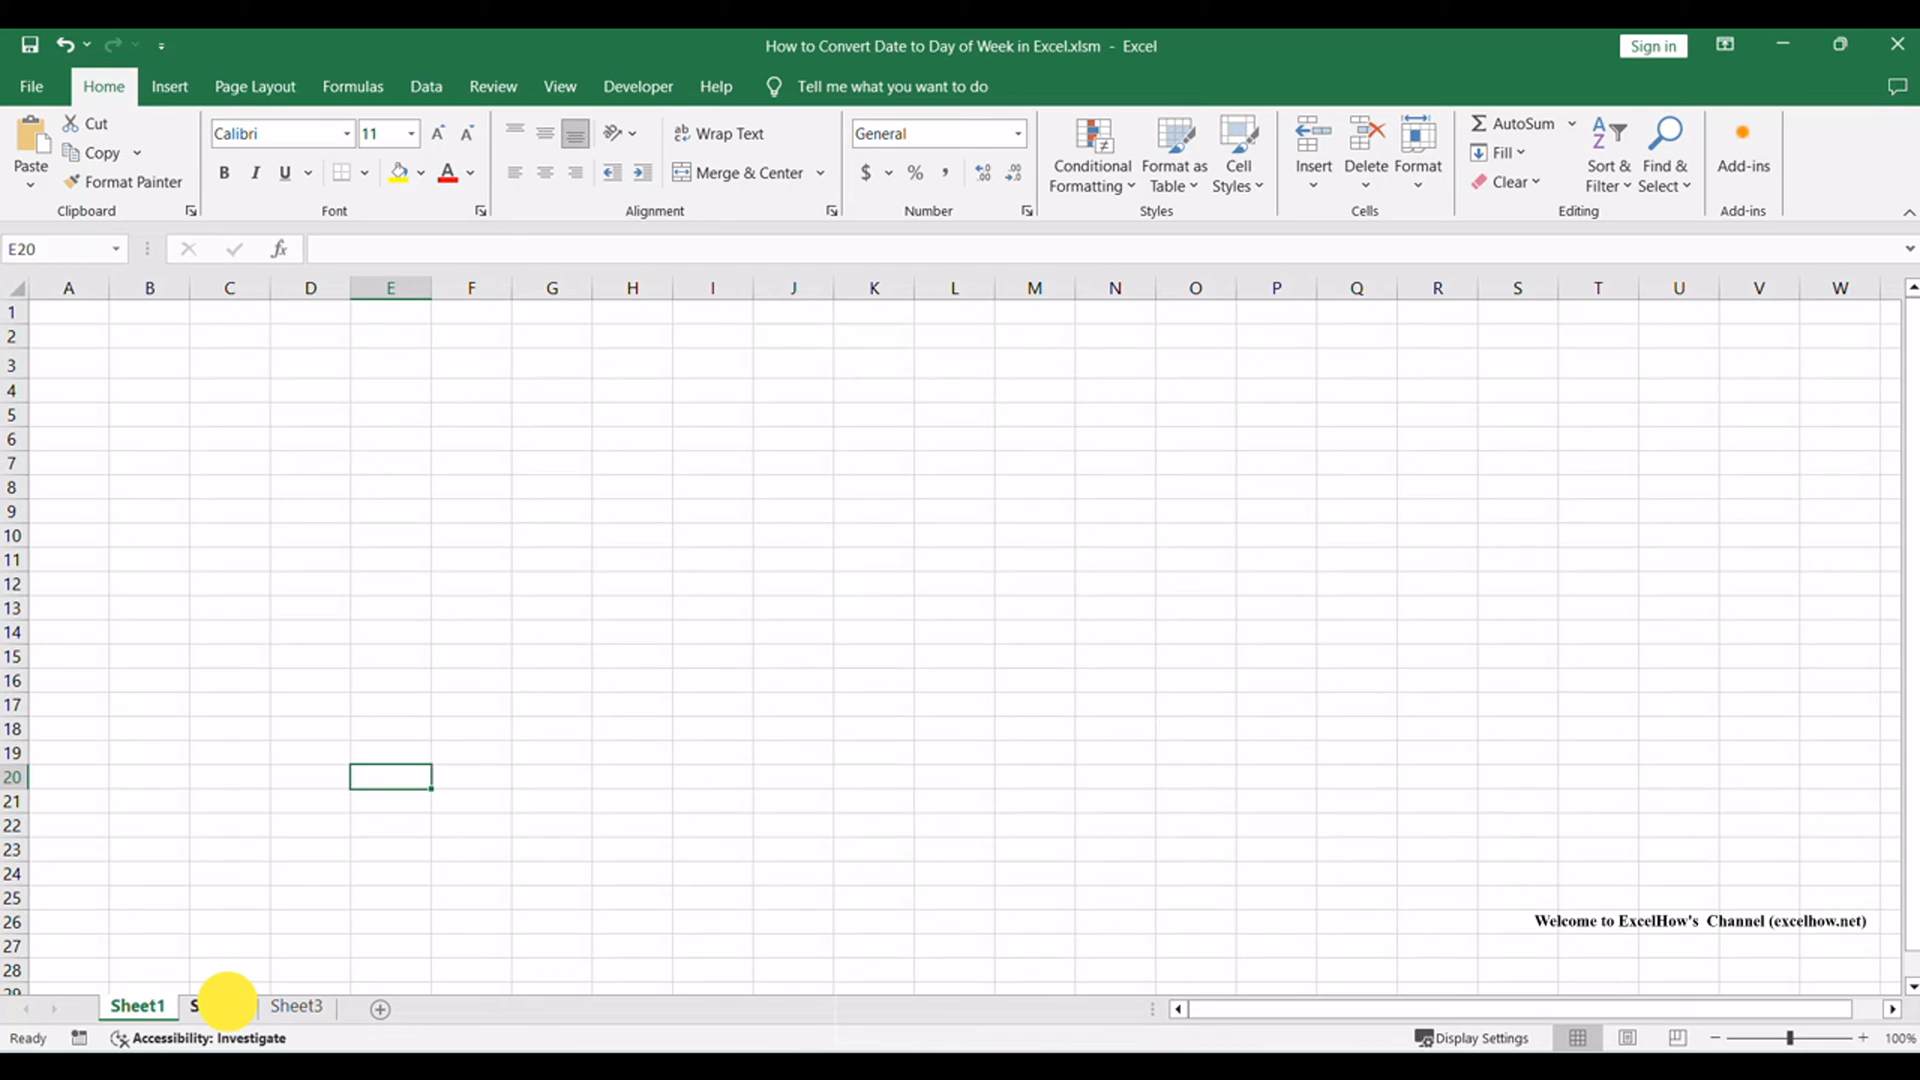 How to Convert Date to Day of Week in Excel.xlsm - Excel
Sign in
File Home Insert Page Layout Formulas Data Review View Developer Help Tell me what you want to do
Paste
Cut
Copy
Format Painter
Clipboard
Calibri 11
B I U A
Font
Wrap Text
Merge & Center
Alignment
General
$ % ,
Number
Conditional
Formatting
Format as
Table
Cell
Styles
Styles
Insert
Delete
Format
Cells
AutoSum
Fill
Clear
Sort &
Filter
Find &
Select
Editing
Add-ins
Add-ins
E20 fx
A B C D E F G H I J K L M N O P Q R S T U V W
1
2
3
4
5
6
7
8
9
10
11
12
13
14
15
16
17
18
19
20
21
22
23
24
25
26
Welcome to ExcelHow's Channel (excelhow.net)
27
28
29
Sheet1 Sheet3
Ready Accessibility: Investigate Display Settings 100%